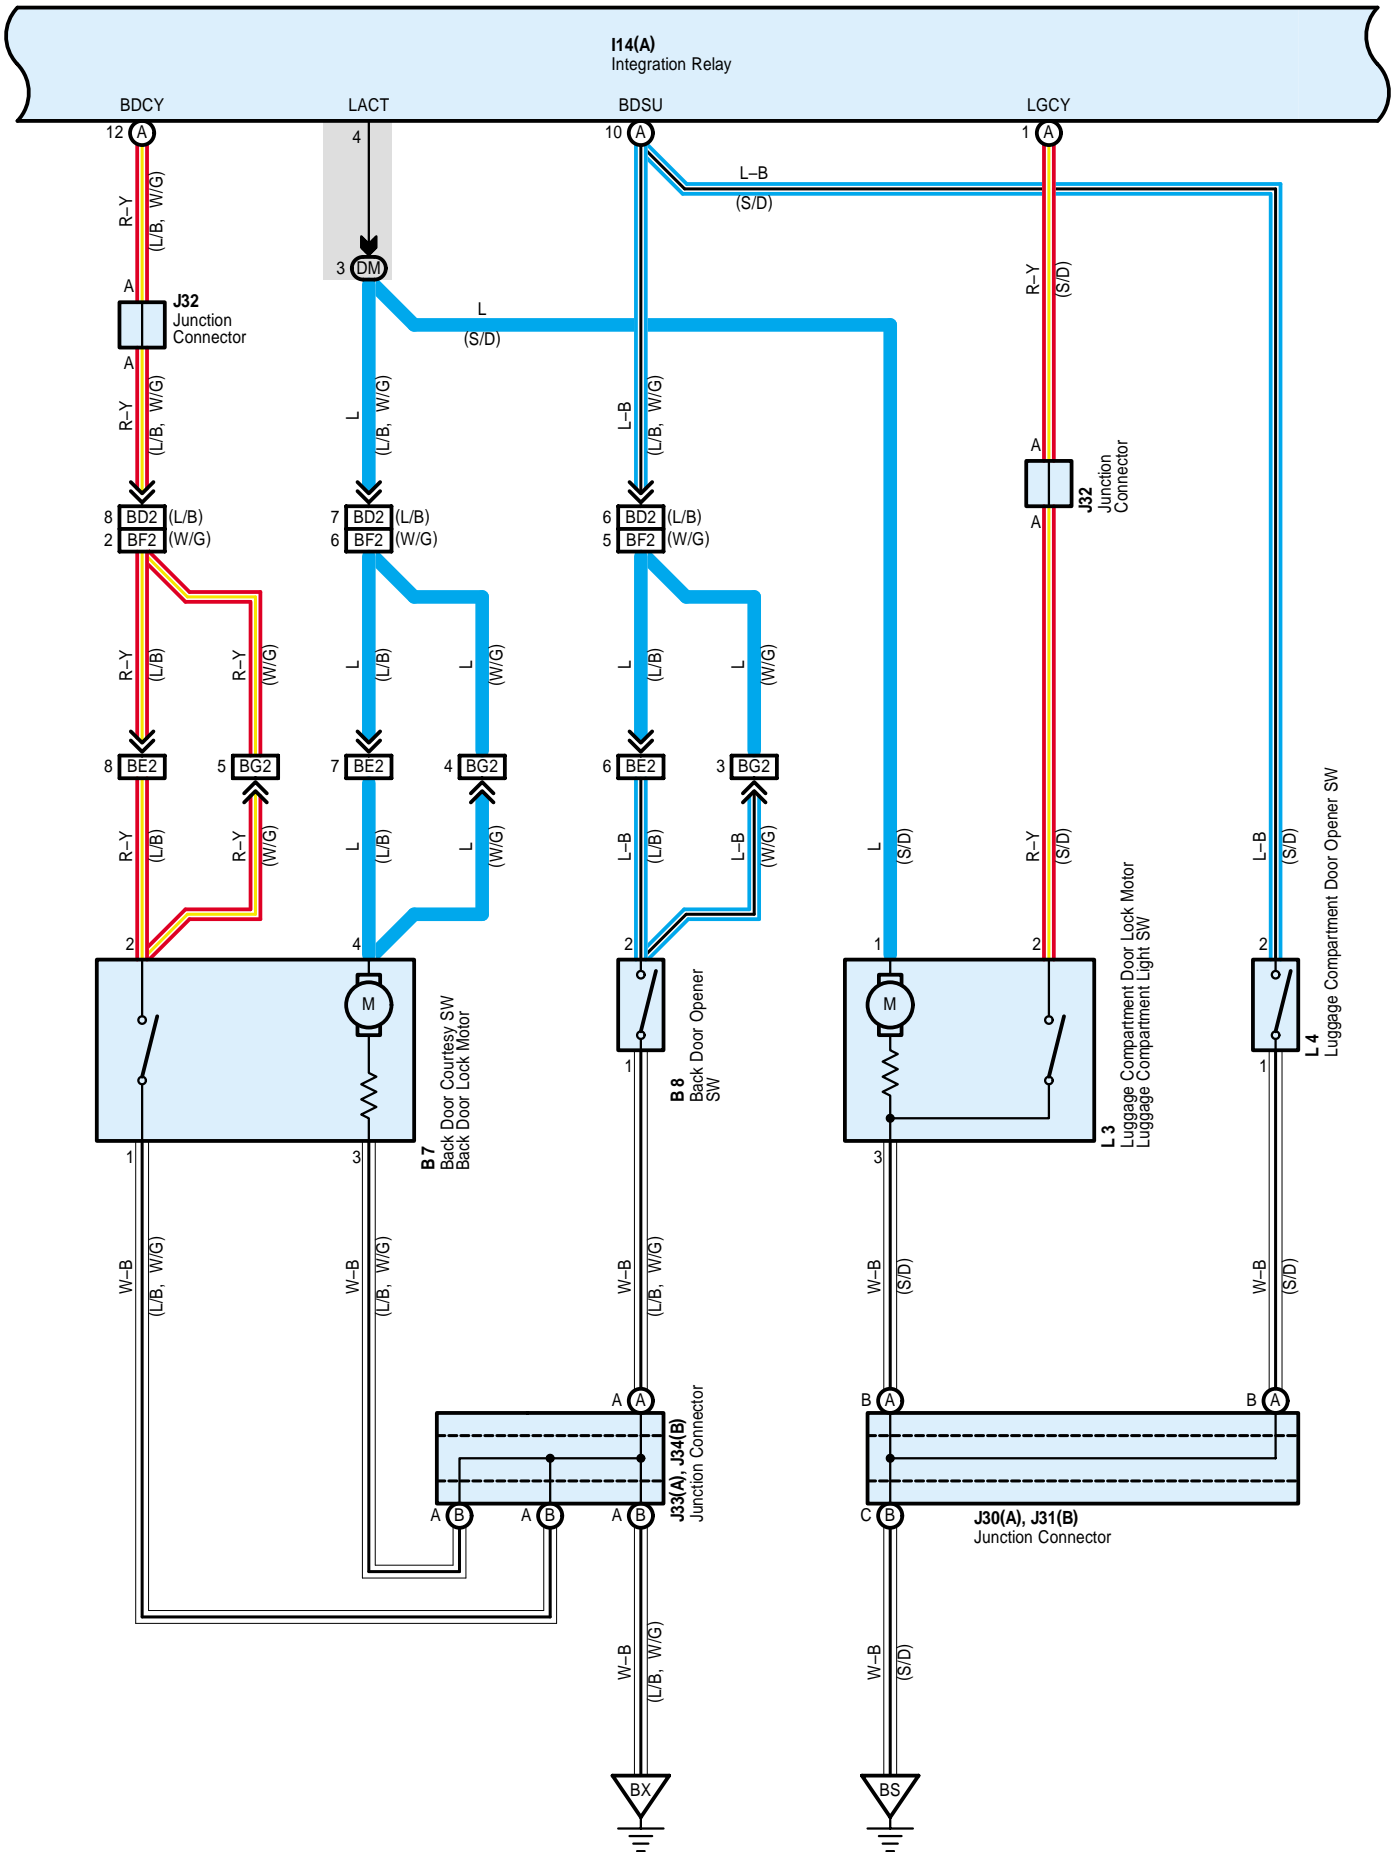 I14(A)
Integration Relay
BDCY
LACT
BDSU
LGCY
12 A
4
10 A
1 A
R–Y
(L/B, W/G)
L–B
(S/D)
3 DM
R–Y
(S/D)
A
J32
Junction
Connector
A
L
(S/D)
R–Y
(L/B, W/G)
L
(L/B, W/G)
L–B
(L/B, W/G)
A
J32
Junction
Connector
A
8 BD2 (L/B)
2 BF2 (W/G)
7 BD2 (L/B)
6 BF2 (W/G)
6 BD2 (L/B)
5 BF2 (W/G)
R–Y
(L/B)
R–Y
(W/G)
L
(L/B)
L
(W/G)
L
(L/B)
L
(W/G)
8 BE2
5 BG2
7 BE2
4 BG2
6 BE2
3 BG2
R–Y
(L/B)
R–Y
(W/G)
L
(L/B)
L
(W/G)
L–B
(L/B)
L–B
(W/G)
L
(S/D)
R–Y
(S/D)
L–B
(S/D)
2
4
2
1
2
2
M
M
1
3
1
3
1
B 7
Back Door Courtesy SW
Back Door Lock Motor
B 8
Back Door Opener
SW
L 3
Luggage Compartment Door Lock Motor
Luggage Compartment Light SW
L 4
Luggage Compartment Door Opener SW
W–B
(L/B, W/G)
W–B
(L/B, W/G)
W–B
(L/B, W/G)
W–B
(S/D)
W–B
(S/D)
A A
B A
B A
J33(A), J34(B)
Junction Connector
A B
A B
A B
C B
J30(A), J31(B)
Junction Connector
W–B
(L/B, W/G)
W–B
(S/D)
BX
BS